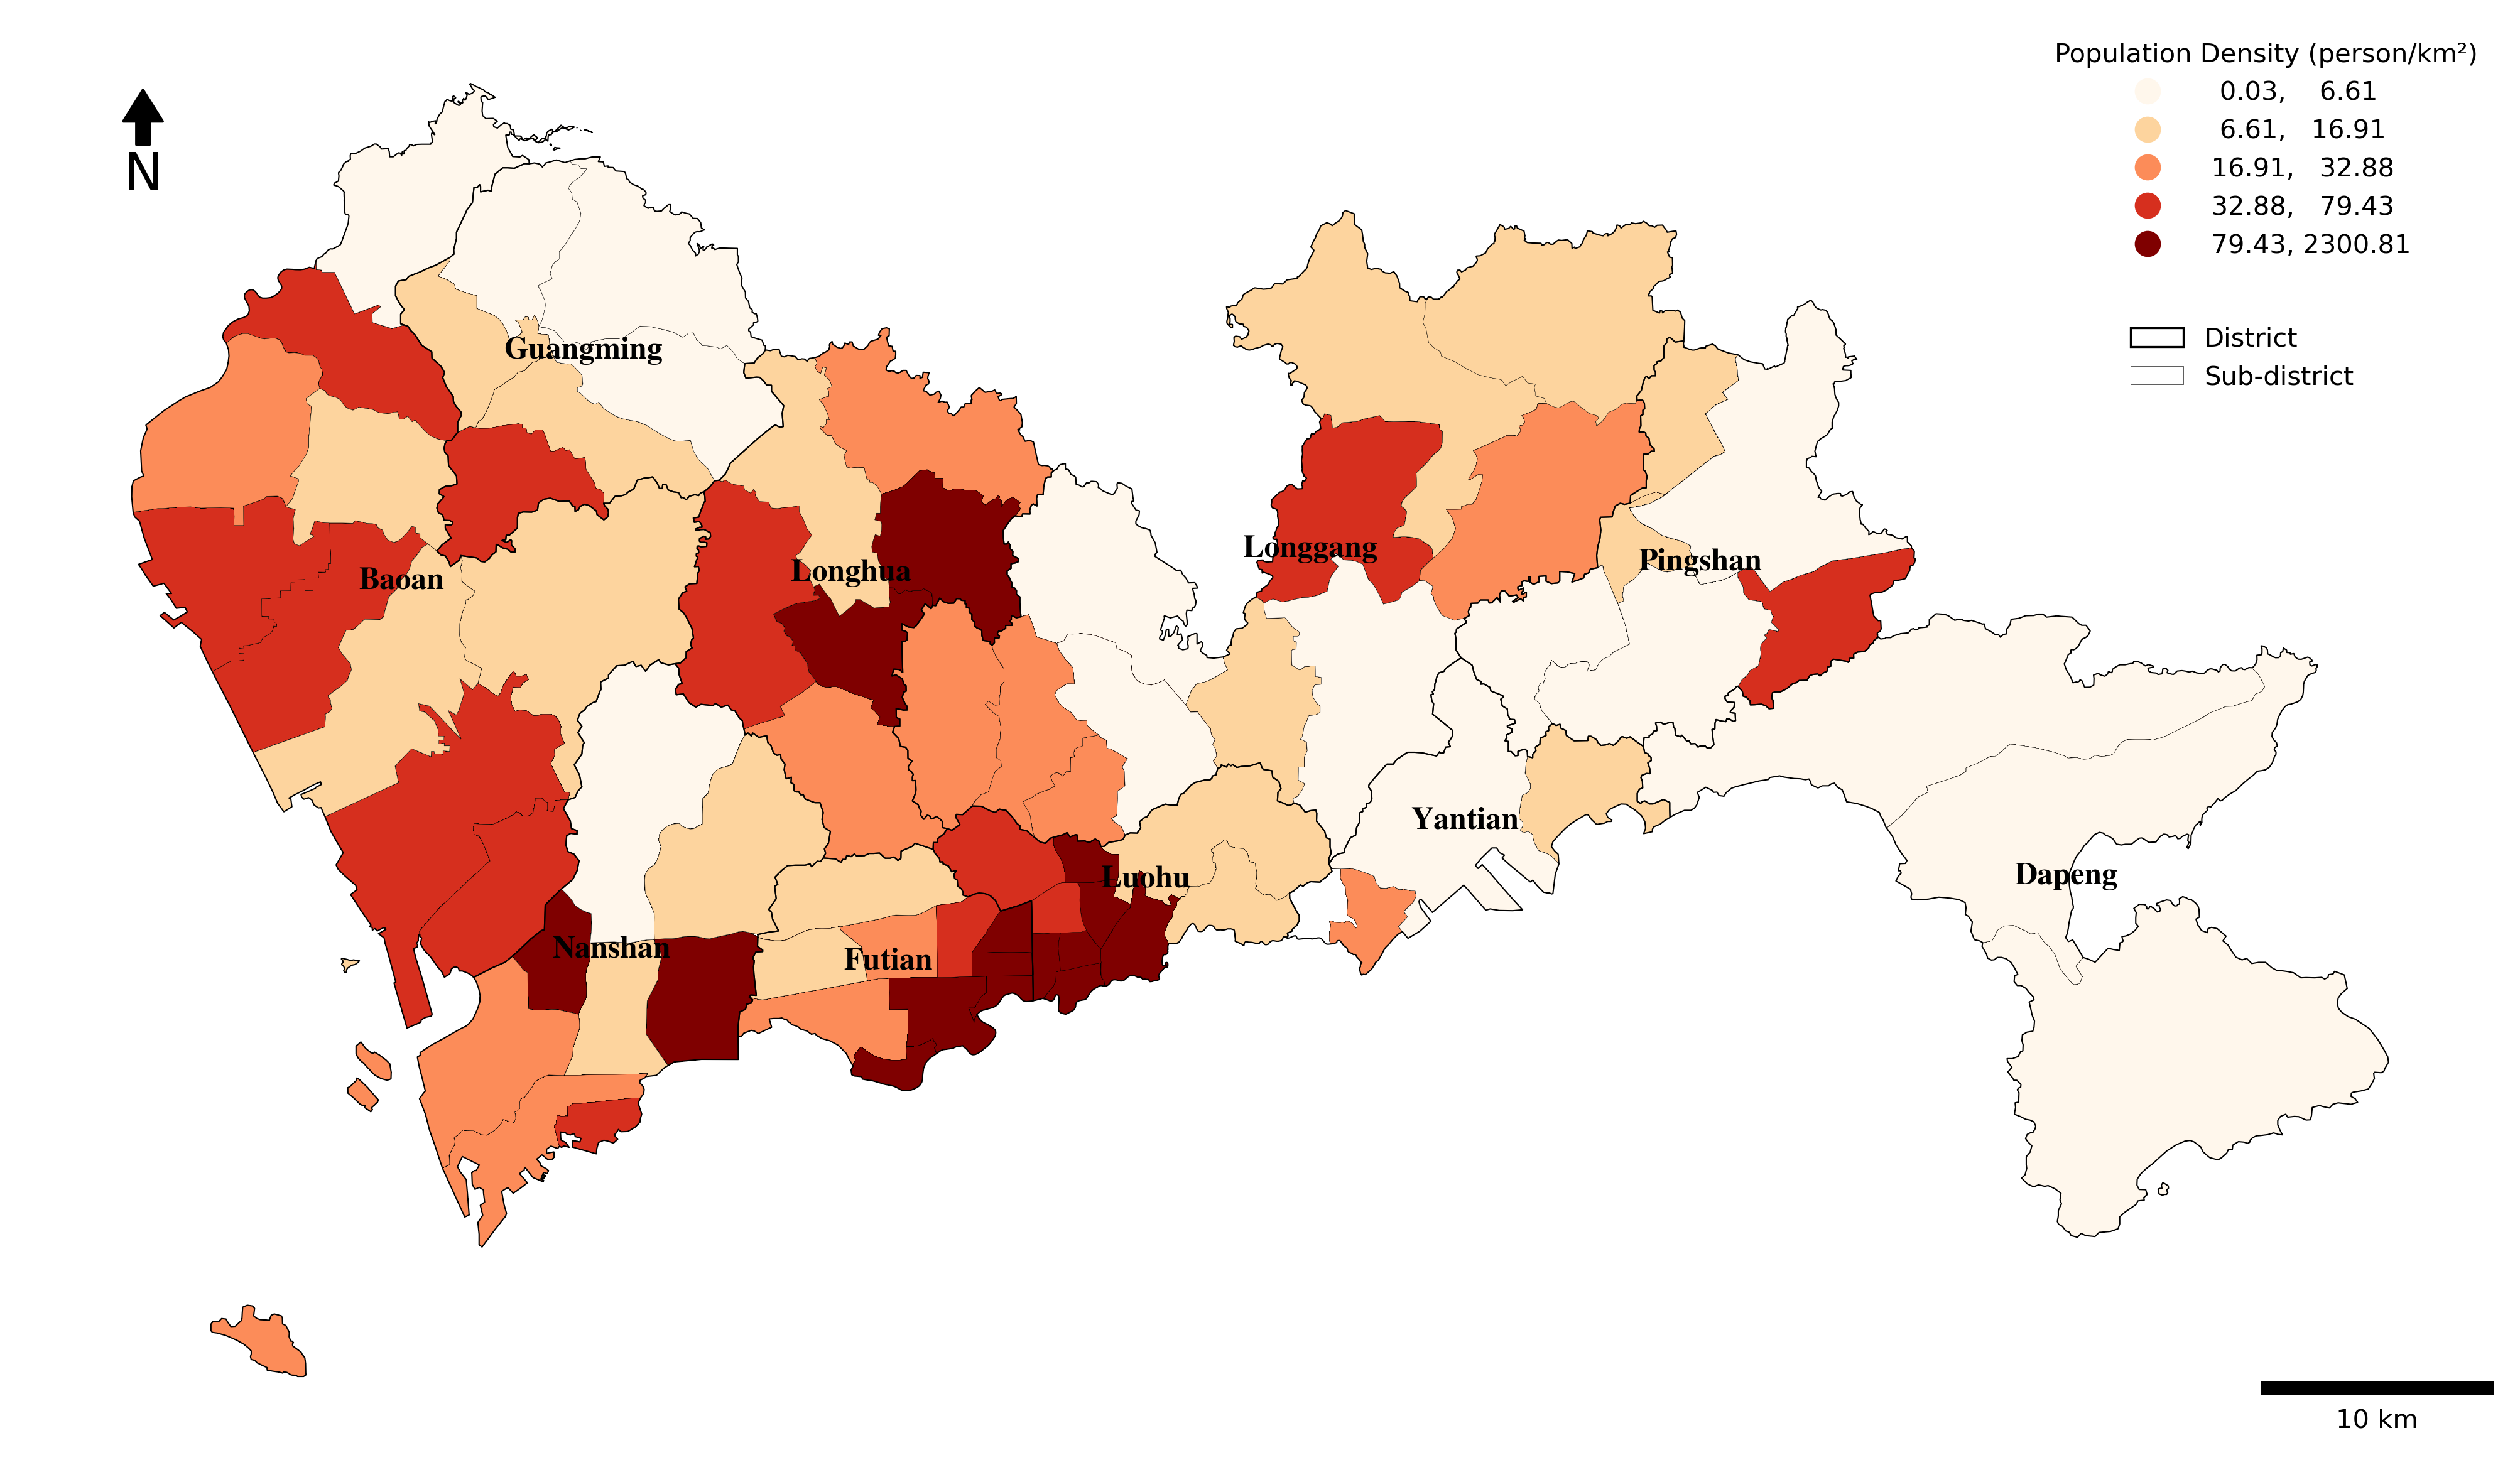 Population Density (person/km²)
0.03, 6.61
6.61, 16.91
16.91, 32.88
32.88, 79.43
79.43, 2300.81
N
District
Guangming
Sub-district
Longgang
Pingshan
Longhua
Baoan
Yantian
Dapeng
Luohu
Nanshan
Futian
10 km